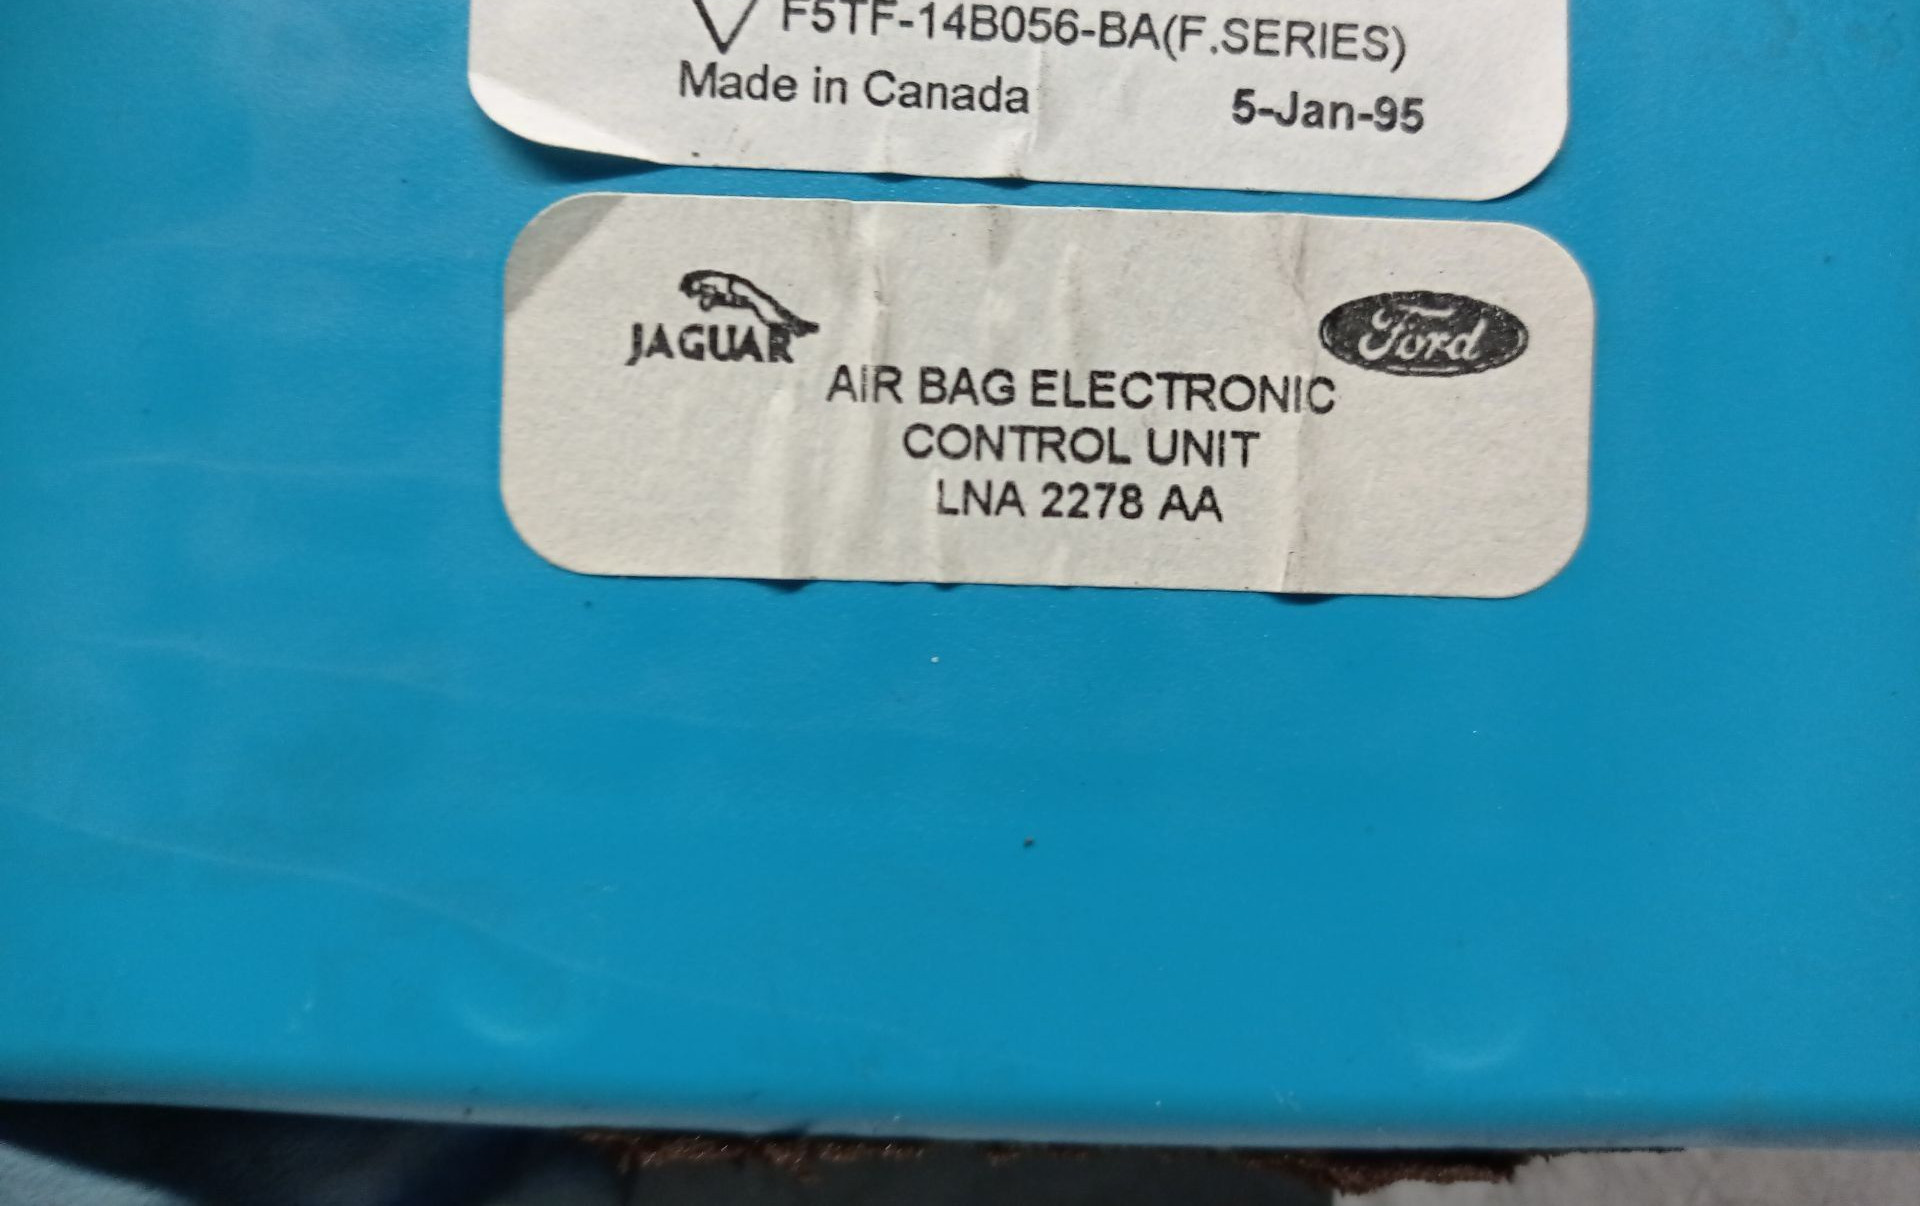 F5TF-14B056-BA(F.SERIES)
Made in Canada
5-Jan-95
JAGUAR
Ford
AIR BAG ELECTRONIC
CONTROL UNIT
LNA 2278 AA